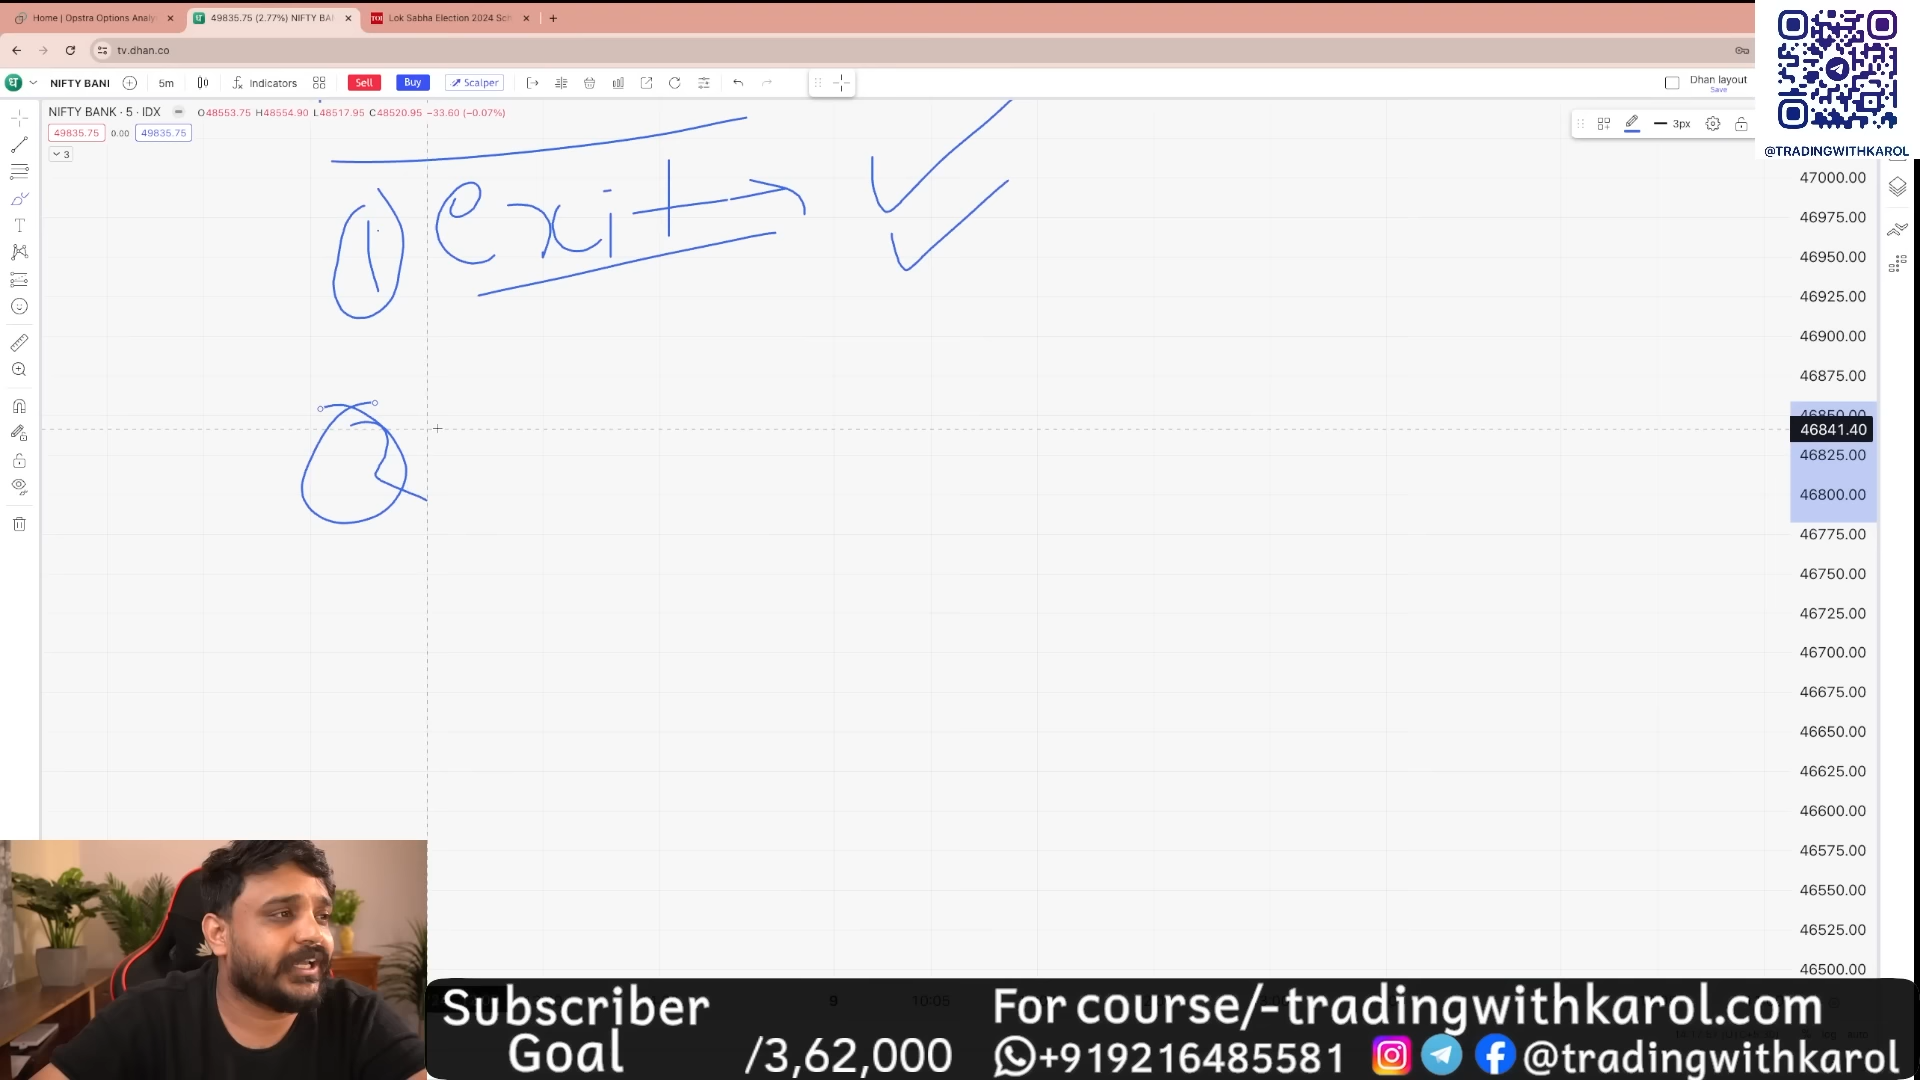 Home | Opstra Options Analy
49835.75 (2.77%) NIFTY BA
TOI Lok Sabha Election 2024 Sch
tv.dhan.co
NIFTY BANK
5m
Indicators
Sell
Buy
Scalper
Dhan layout
Save
NIFTY BANK · 5 · IDX
O48553.75 H48554.90 L48517.95 C48520.95 −33.60 (−0.07%)
49835.75 0.00 49835.75
3
3px
@TRADINGWITHKAROL
1 exit
2
47000.00
46975.00
46950.00
46925.00
46900.00
46875.00
46850.00
46841.40
46825.00
46800.00
46775.00
46750.00
46725.00
46700.00
46675.00
46650.00
46625.00
46600.00
46575.00
46550.00
46525.00
46500.00
9 10:05
Subscriber
Goal /3,62,000
For course/-tradingwithkarol.com
+919216485581 @tradingwithkarol